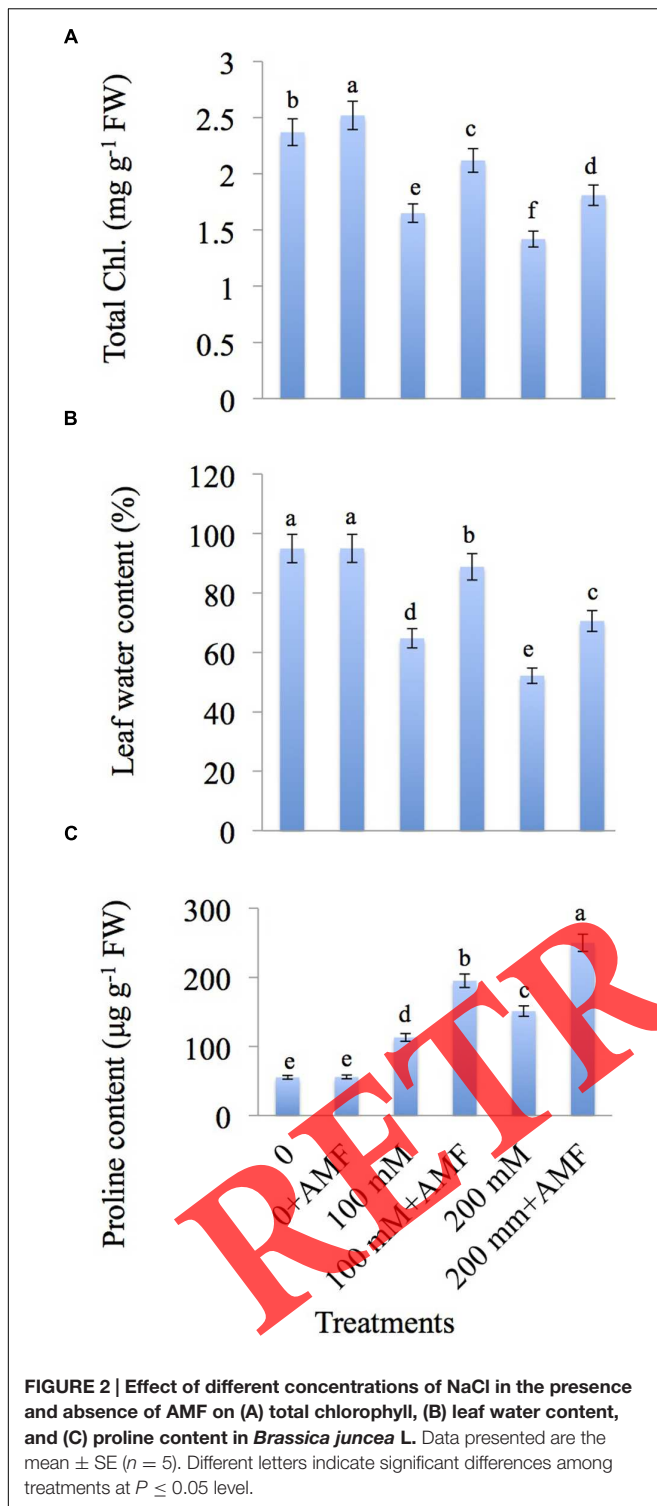 A
Total Chl. (mg g⁻¹ FW)
3
2.5
2
1.5
1
0.5
0
b
a
e
c
f
d
B
Leaf water content (%)
120
100
80
60
40
20
0
a
a
d
b
e
c
C
Proline content (µg g⁻¹ FW)
300
200
100
0
e
e
d
b
c
a
0
0+AMF
100 mM
100 mM+AMF
200 mM
200 mm+AMF
Treatments
RETR
FIGURE 2 | Effect of different concentrations of NaCl in the presence
and absence of AMF on (A) total chlorophyll, (B) leaf water content,
and (C) proline content in Brassica juncea L. Data presented are the
mean ± SE (n = 5). Different letters indicate significant differences among
treatments at P ≤ 0.05 level.